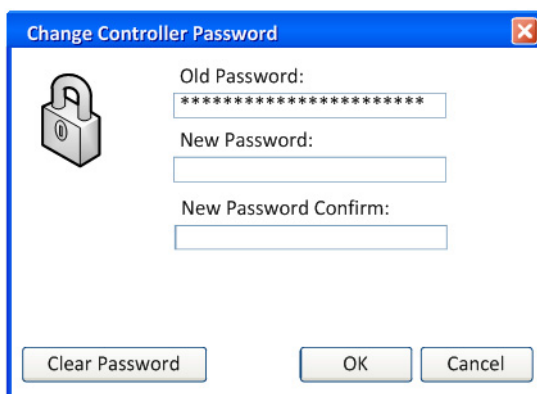 Change Controller Password
Old Password:
***********************
New Password:
New Password Confirm:
Clear Password
OK
Cancel